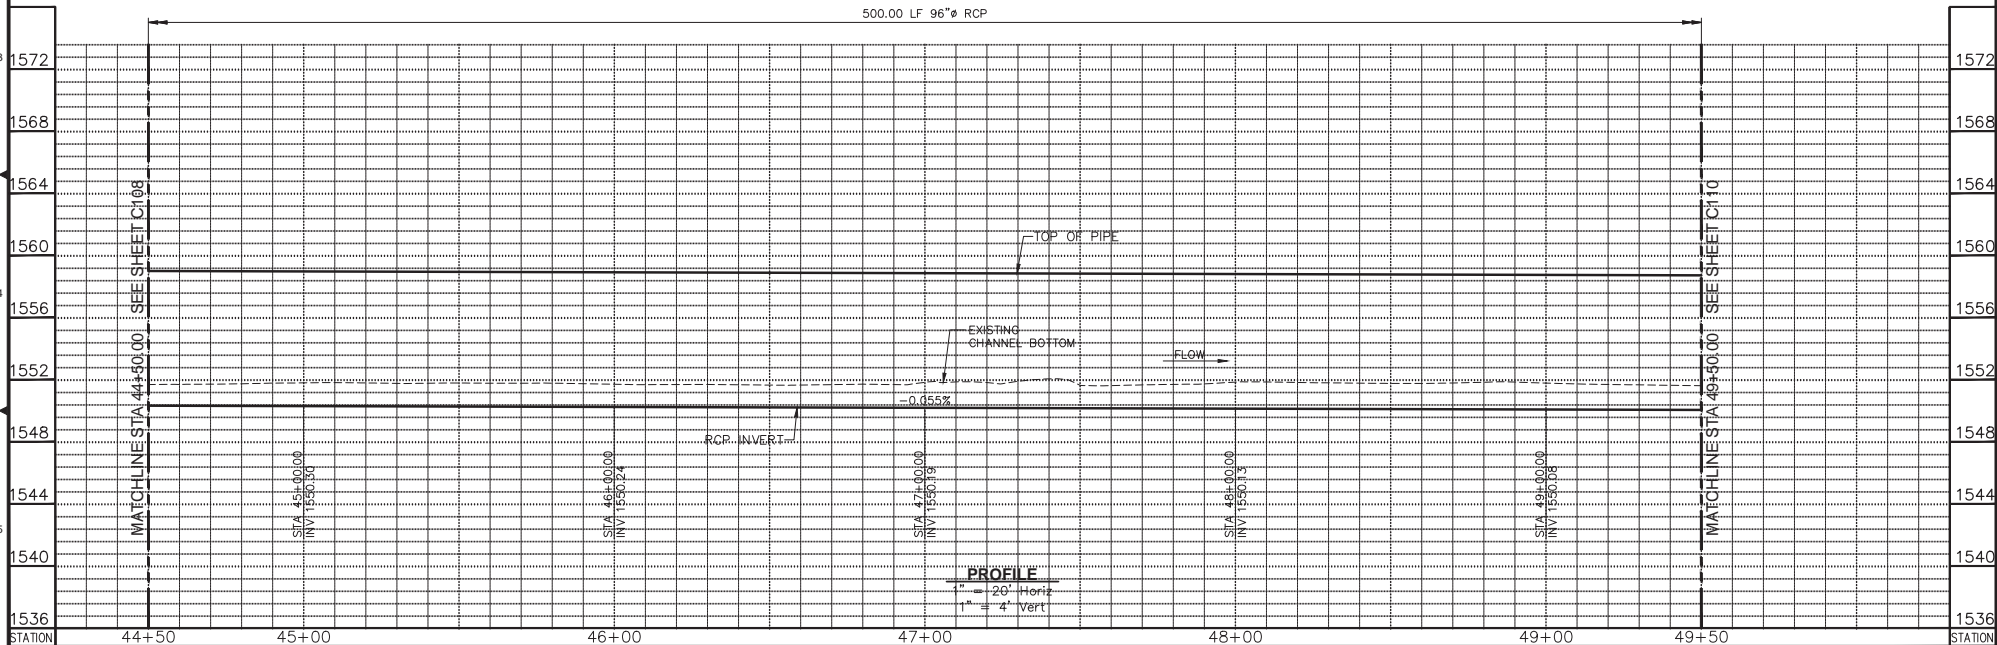 500.00 LF 96"ø RCP
1572
1572
1568
1568
1564
1564
1560
1560
1556
1556
1552
1552
1548
1548
1544
1544
1540
1540
1536
1536
MATCHLINE STA 44+50.00 SEE SHEET C108
MATCHLINE STA 49+50.00 SEE SHEET C110
TOP OF PIPE
EXISTING
CHANNEL BOTTOM
FLOW
-0.055%
RCP INVERT
STA 45+00.00
INV 1550.30
STA 46+00.00
INV 1550.24
STA 47+00.00
INV 1550.19
STA 48+00.00
INV 1550.13
STA 49+00.00
INV 1550.08
PROFILE
1" = 20' Horiz
1" = 4' Vert
STATION 44+50 45+00 46+00 47+00 48+00 49+00 49+50 STATION